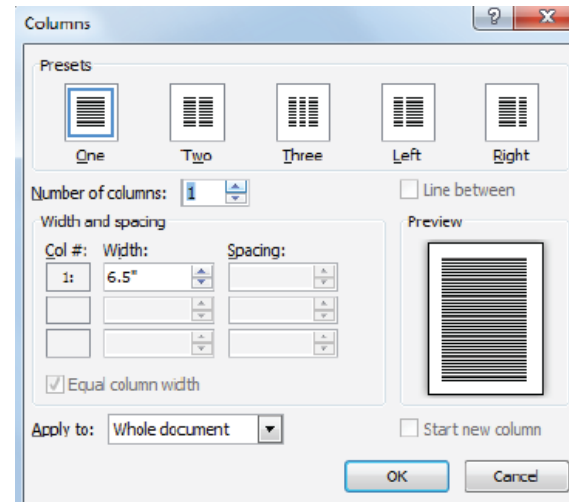 Columns
Presets
One Two Three Left Right
Number of columns: 1 Line between
Width and spacing Preview
Col #: Width: Spacing:
1: 6.5"
Equal column width
Apply to: Whole document Start new column
OK Cancel